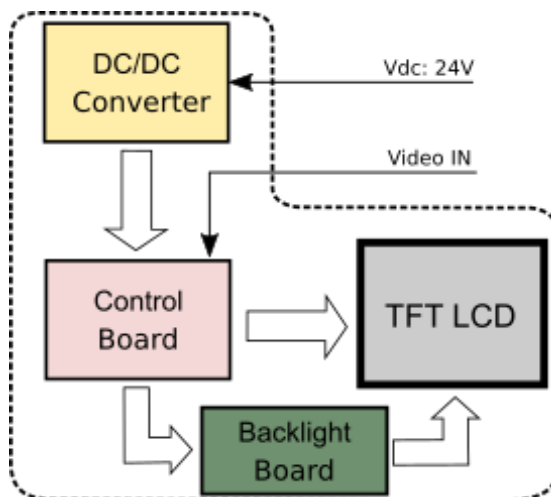 DC/DC
Converter
Vdc: 24V
Video IN
Control
Board
TFT LCD
Backlight
Board